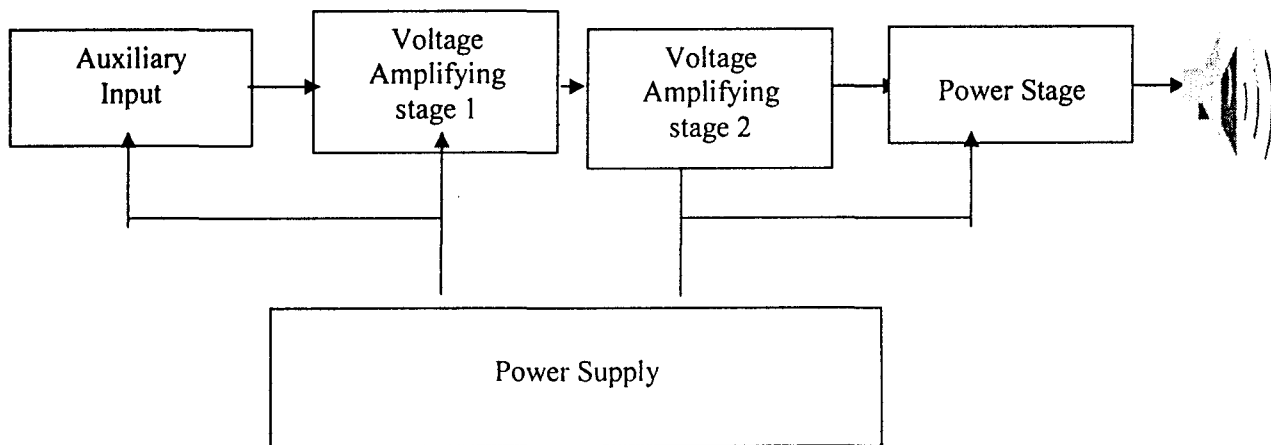 Auxiliary
Input
Voltage
Amplifying
stage 1
Voltage
Amplifying
stage 2
Power Stage
Power Supply